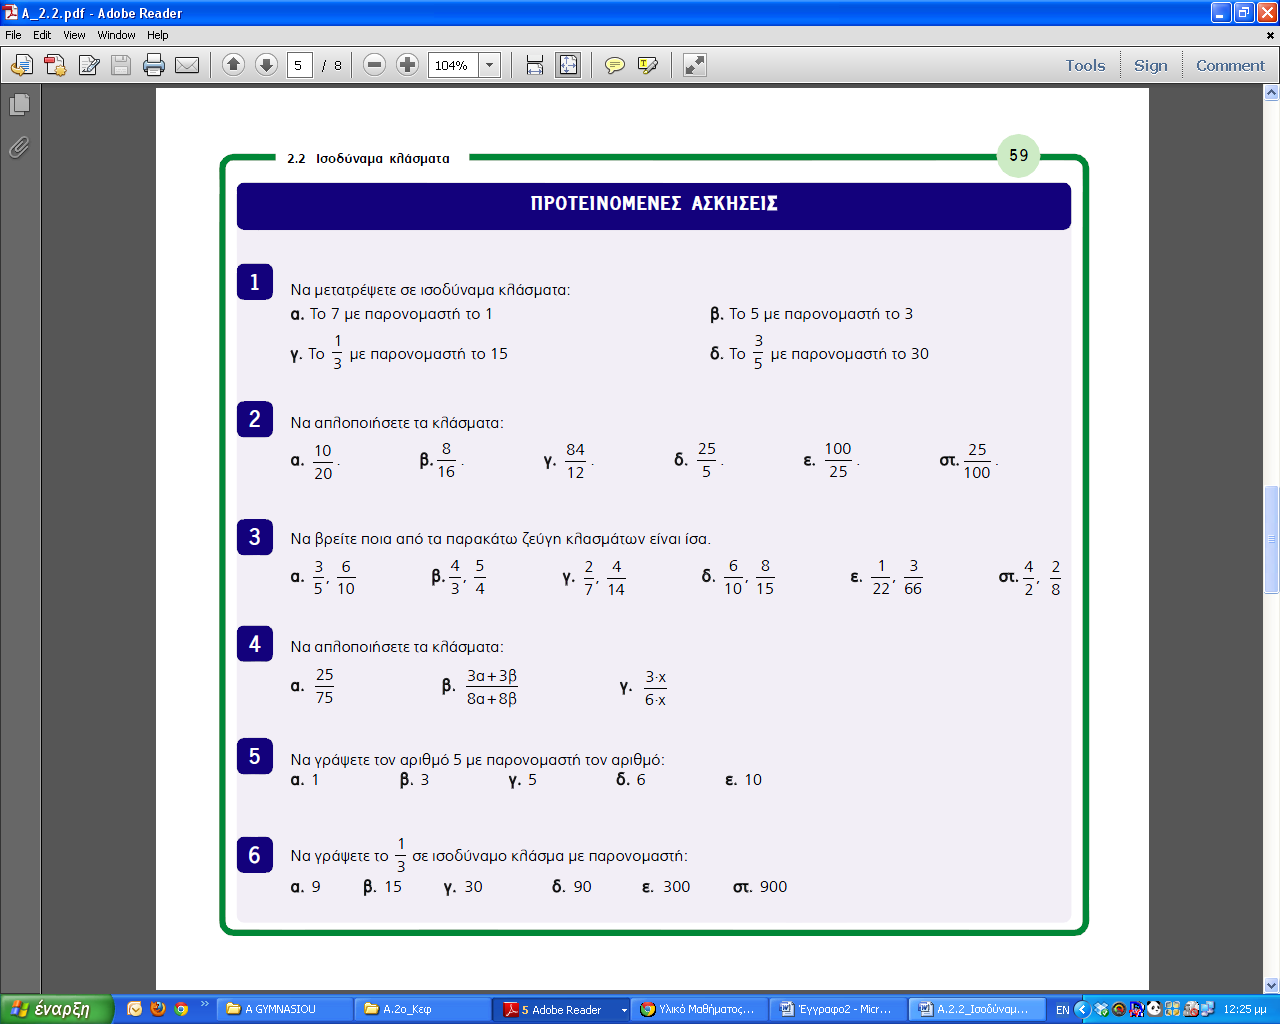 A_2.2.pdf - Adobe Reader
File Edit View Window Help
5 / 8 104% Tools Sign Comment
2.2 Ισοδύναμα κλάσματα 59
ΠΡΟΤΕΙΝΟΜΕΝΕΣ ΑΣΚΗΣΕΙΣ
1 Να μετατρέψετε σε ισοδύναμα κλάσματα:
α. Το 7 με παρονομαστή το 1 β. Το 5 με παρονομαστή το 3
γ. Το 1/3 με παρονομαστή το 15 δ. Το 3/5 με παρονομαστή το 30
2 Να απλοποιήσετε τα κλάσματα:
α. 10/20. β. 8/16. γ. 84/12. δ. 25/5. ε. 100/25. στ. 25/100.
3 Να βρείτε ποια από τα παρακάτω ζεύγη κλασμάτων είναι ίσα.
α. 3/5, 6/10 β. 4/3, 5/4 γ. 2/7, 4/14 δ. 6/10, 8/15 ε. 1/22, 3/66 στ. 4/2, 2/8
4 Να απλοποιήσετε τα κλάσματα:
α. 25/75 β. 3α+3β/8α+8β γ. 3·x/6·x
5 Να γράψετε τον αριθμό 5 με παρονομαστή τον αριθμό:
α. 1 β. 3 γ. 5 δ. 6 ε. 10
6 Να γράψετε το 1/3 σε ισοδύναμο κλάσμα με παρονομαστή:
α. 9 β. 15 γ. 30 δ. 90 ε. 300 στ. 900
έναρξη A GYMNASIOU Α.2ο_Κεφ 5 Adobe Reader Υλικό Μαθήματος... Έγγραφο2 - Micr... Α.2.2_Ισοδύναμ... EN 12:25 μμ